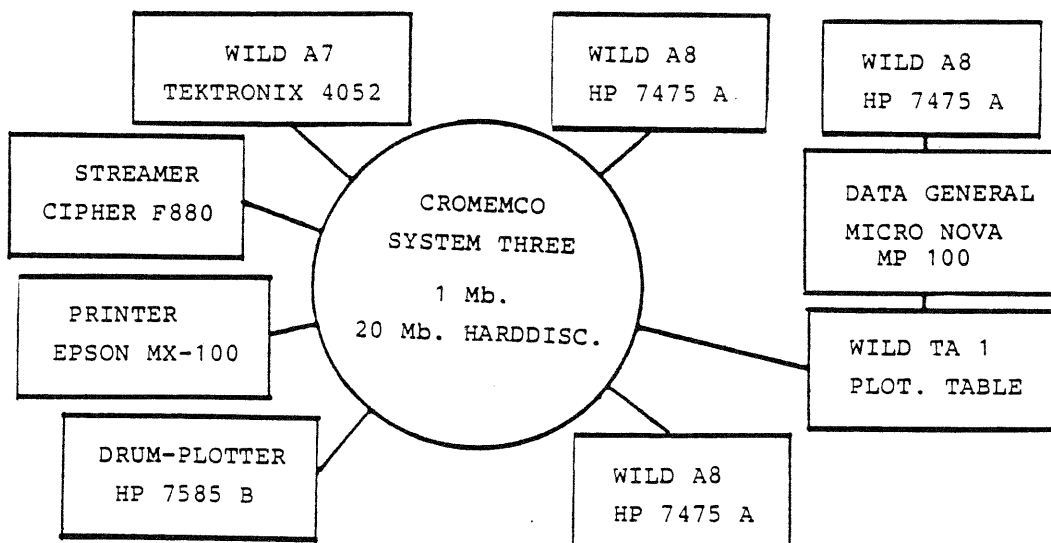 WILD A7
TEKTRONIX 4052
WILD A8
HP 7475 A
WILD A8
HP 7475 A
STREAMER
CIPHER F880
CROMEMCO
SYSTEM THREE
1 Mb.
20 Mb. HARDDISC.
DATA GENERAL
MICRO NOVA
MP 100
PRINTER
EPSON MX-100
WILD TA 1
PLOT. TABLE
DRUM-PLOTTER
HP 7585 B
WILD A8
HP 7475 A